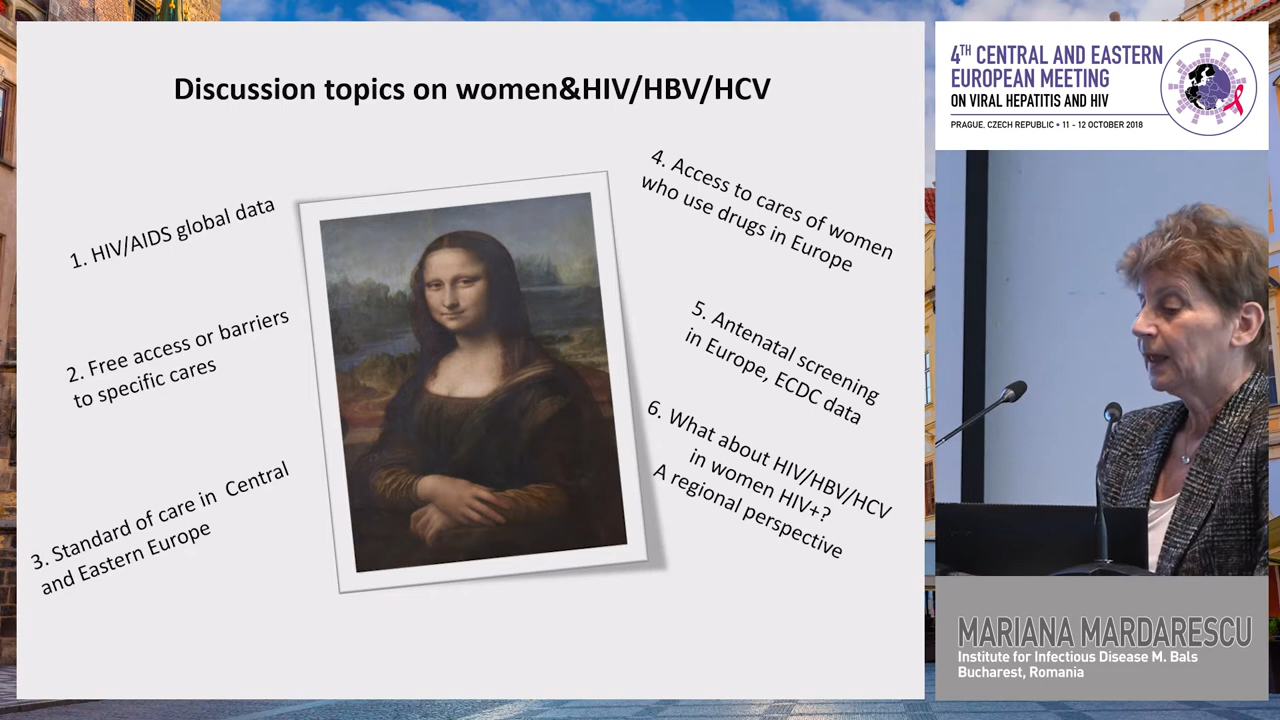 Discussion topics on women&HIV/HBV/HCV
1. HIV/AIDS global data
2. Free access or barriers
to specific cares
3. Standard of care in Central
and Eastern Europe
4. Access to cares of women
who use drugs in Europe
5. Antenatal screening
in Europe, ECDC data
6. What about HIV/HBV/HCV
in women HIV+?
A regional perspective
4TH CENTRAL AND EASTERN
EUROPEAN MEETING
ON VIRAL HEPATITIS AND HIV
PRAGUE, CZECH REPUBLIC • 11 - 12 OCTOBER 2018
MARIANA MARDARESCU
Institute for Infectious Disease M. Bals
Bucharest, Romania